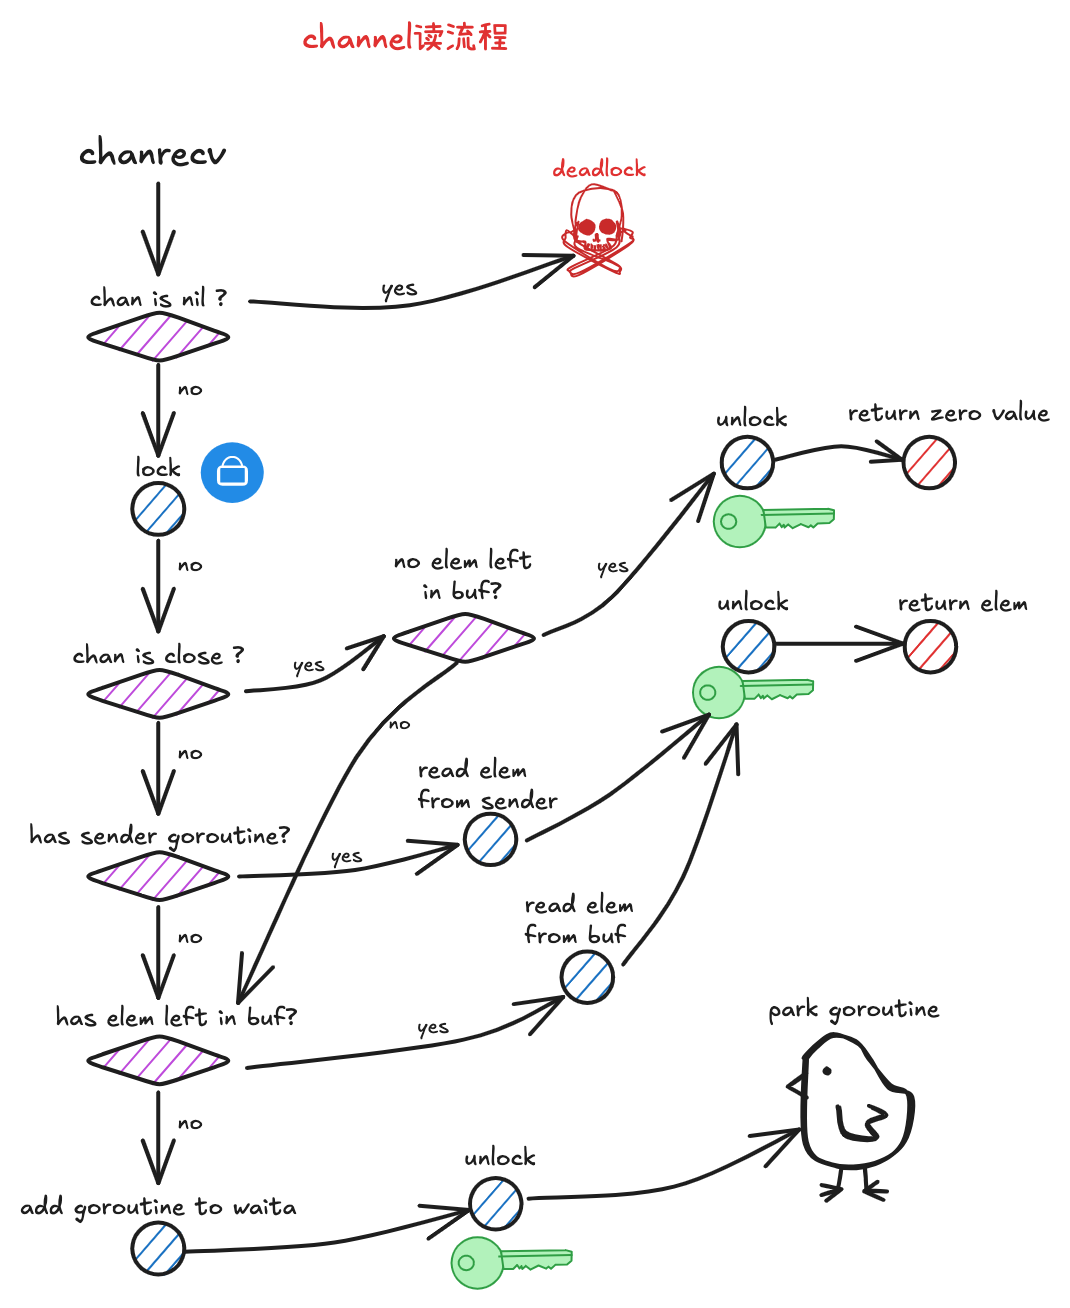 channel读流程
chanrecv
deadlock
chan is nil ?
yes
no
lock
unlock
return zero value
no
no elem left
in buf?
yes
unlock
return elem
chan is close ?
yes
no
no
read elem
from sender
has sender goroutine?
yes
no
read elem
from buf
has elem left in buf?
yes
park goroutine
no
unlock
add goroutine to waita